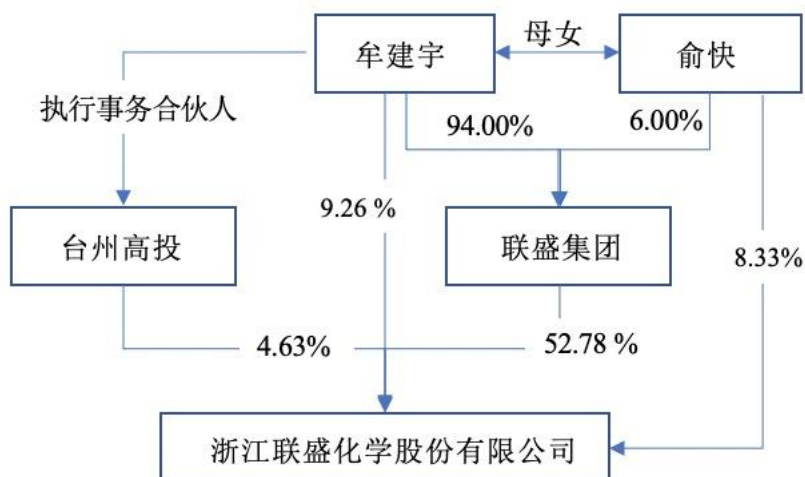 牟建宇
母女
俞快
执行事务合伙人
94.00%
6.00%
台州高投
9.26 %
联盛集团
8.33%
4.63%
52.78 %
浙江联盛化学股份有限公司